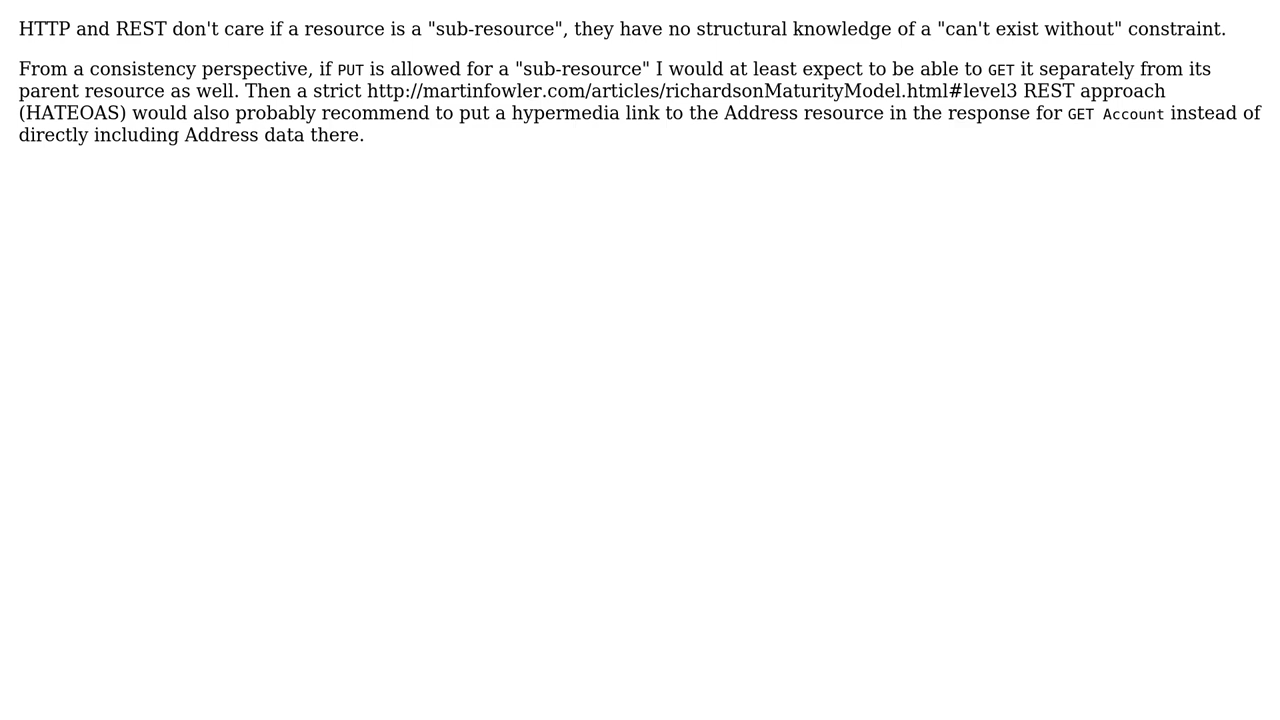 HTTP and REST don't care if a resource is a "sub-resource", they have no structural knowledge of a "can't exist without" constraint.
From a consistency perspective, if PUT is allowed for a "sub-resource" I would at least expect to be able to GET it separately from its
parent resource as well. Then a strict http://martinfowler.com/articles/richardsonMaturityModel.html#level3 REST approach
(HATEOAS) would also probably recommend to put a hypermedia link to the Address resource in the response for GET Account instead of
directly including Address data there.